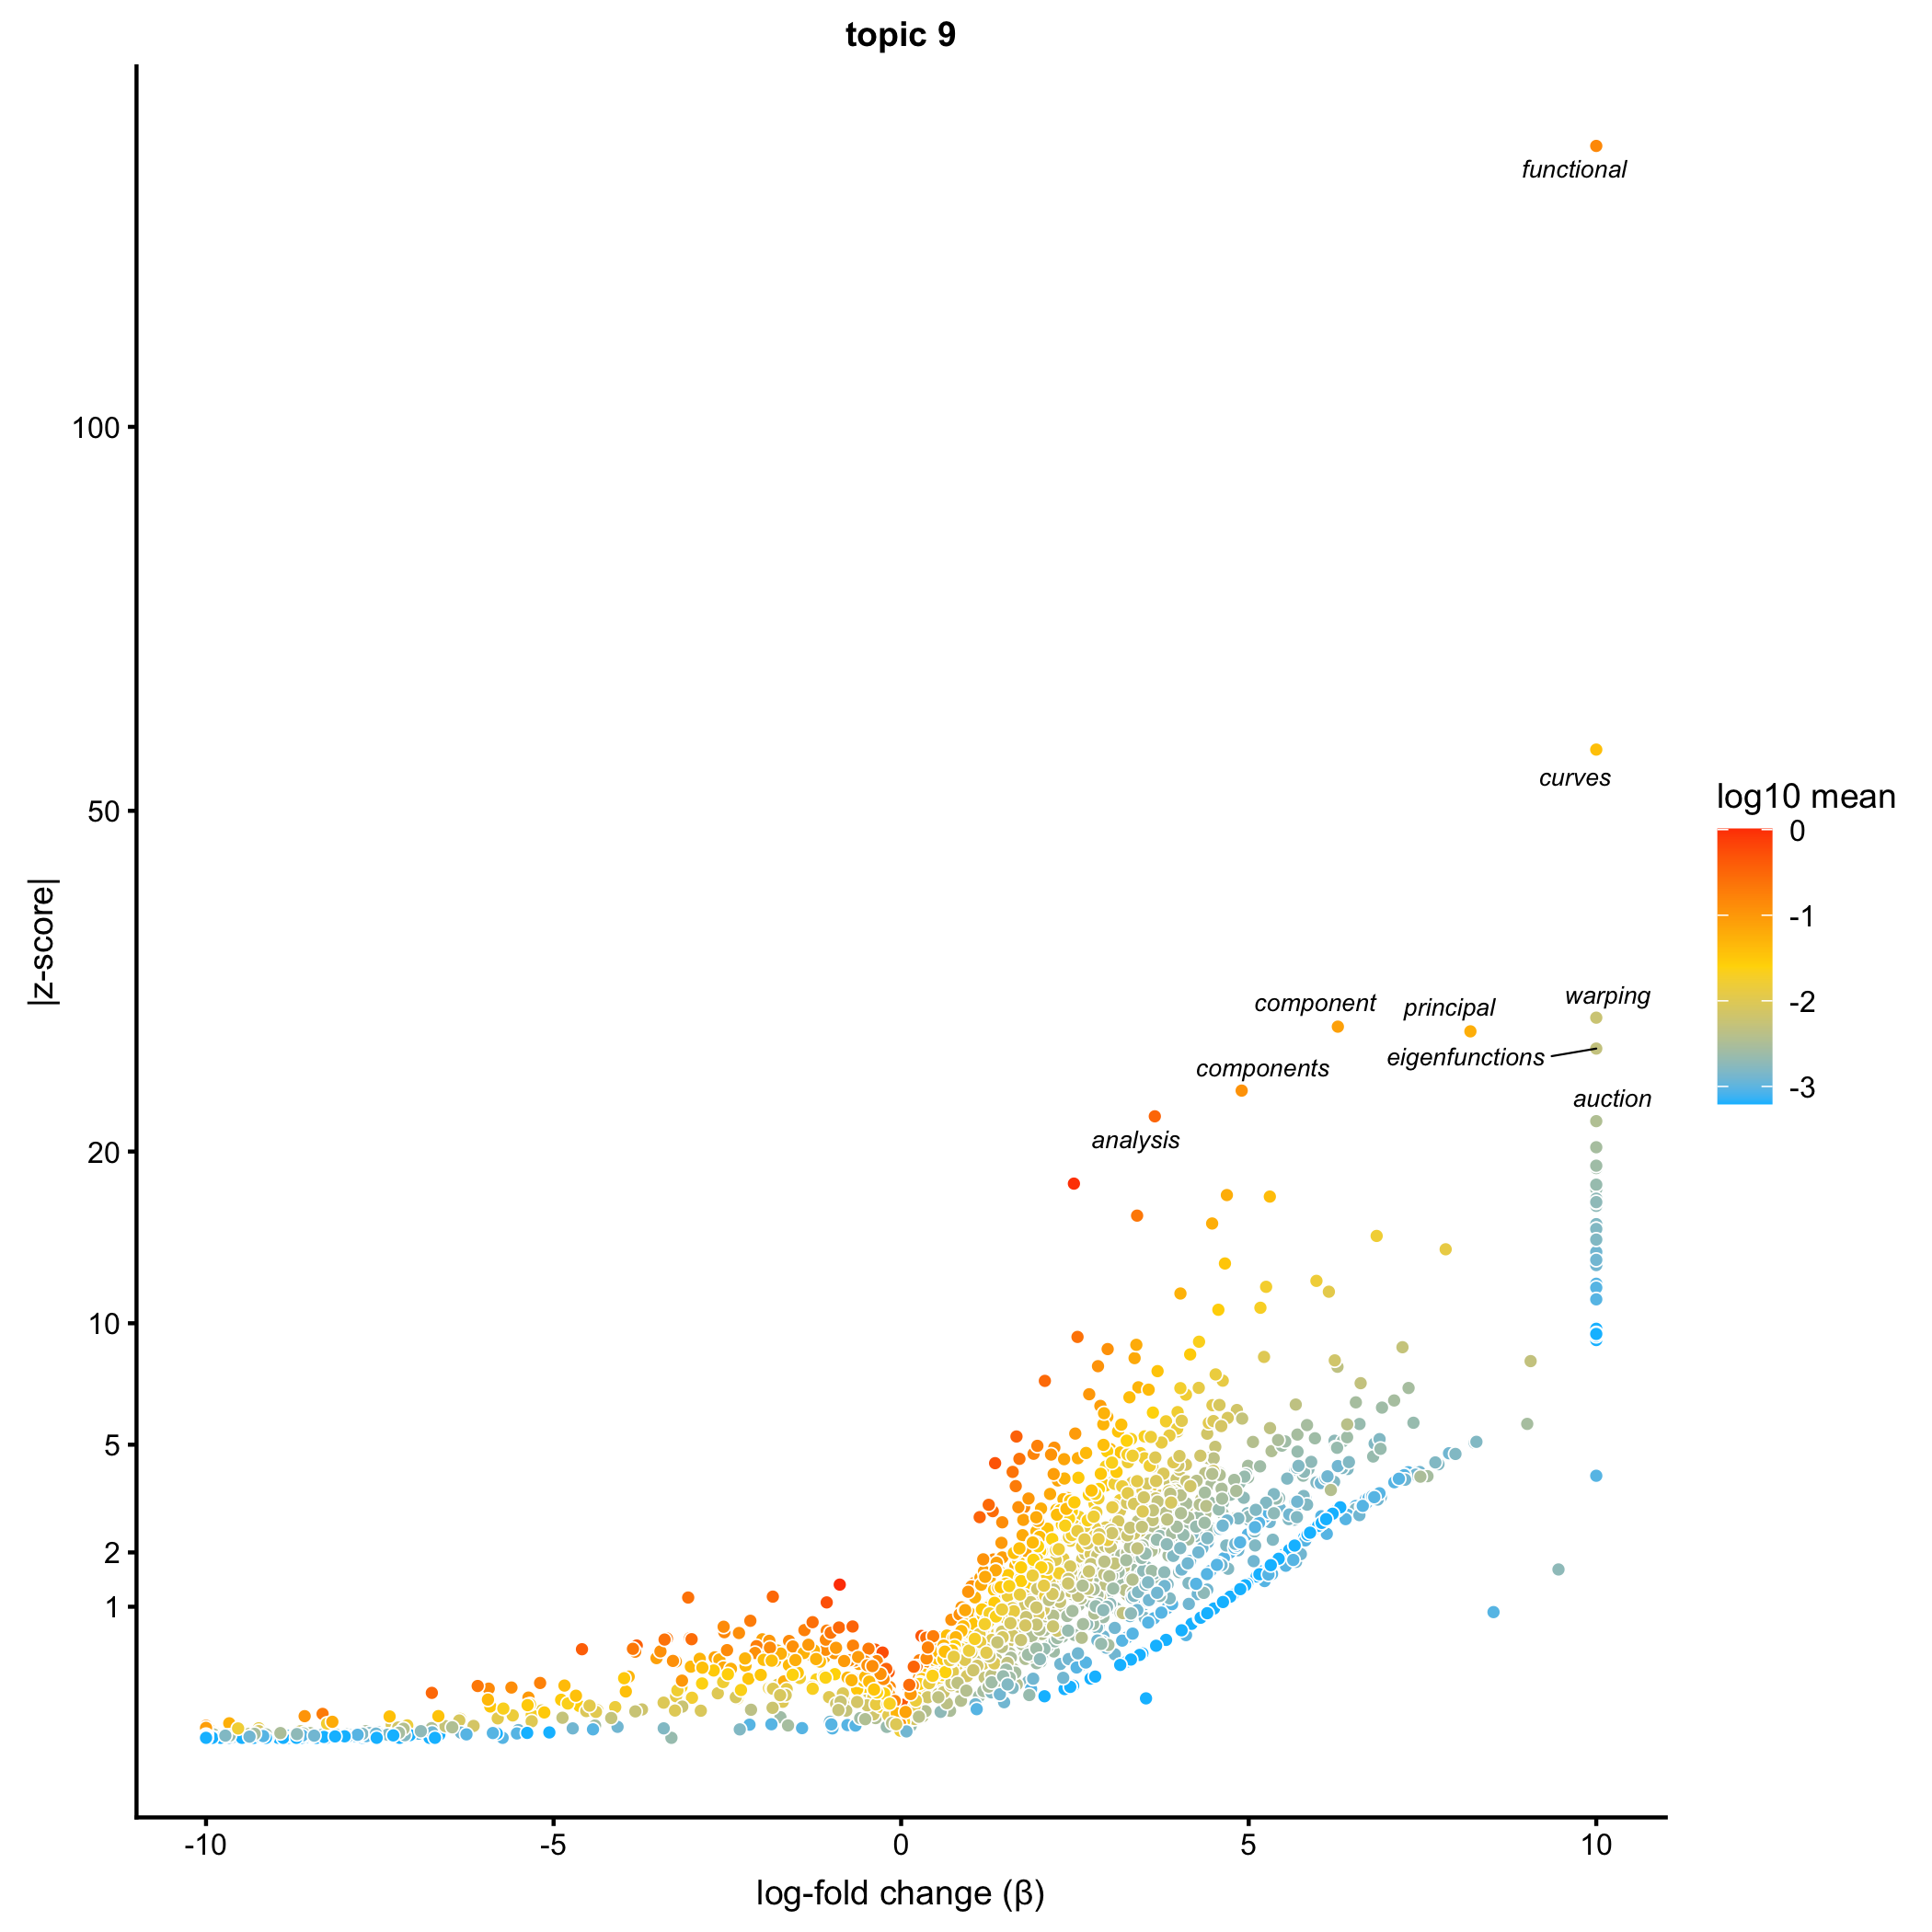 topic 9
functional
100
curves
50
log10 mean
0
-1
-2
-3
|z-score|
component
principal
warping
eigenfunctions
components
auction
analysis
20
10
5
2
1
-10
-5
0
5
10
log-fold change (β)